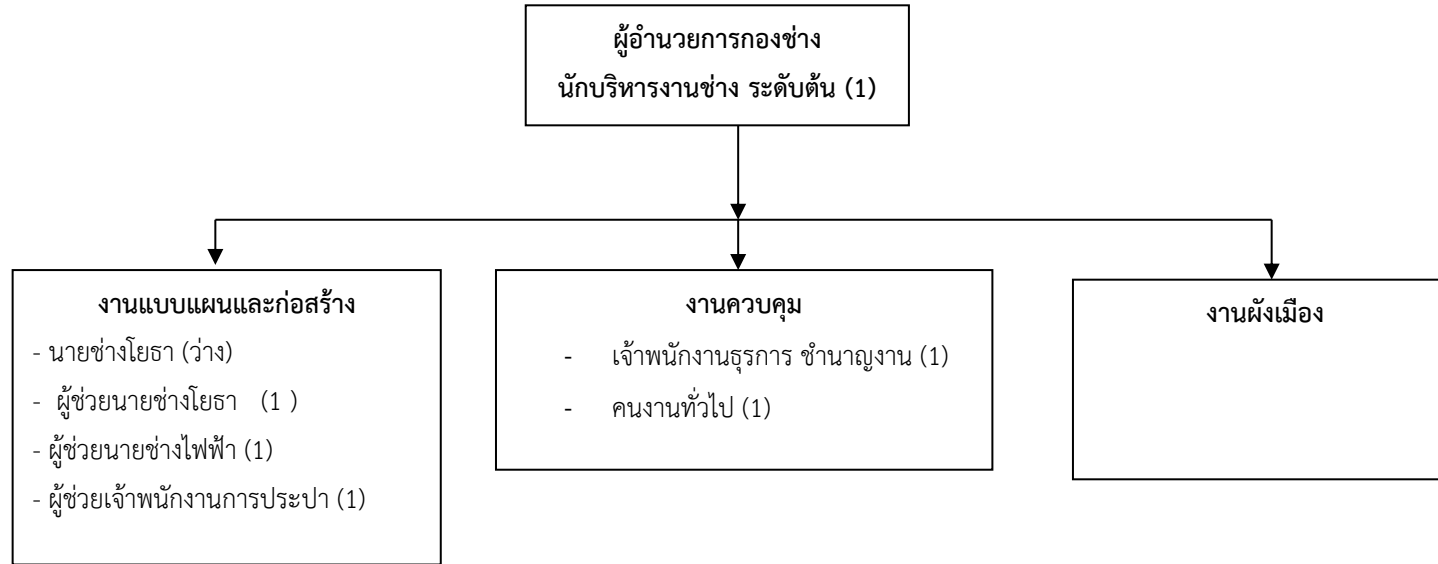 ผู้อำนวยการกองช่าง
นักบริหารงานช่าง ระดับต้น (1)
งานแบบแผนและก่อสร้าง
- นายช่างโยธา (ว่าง)
- ผู้ช่วยนายช่างโยธา (1 )
- ผู้ช่วยนายช่างไฟฟ้า (1)
- ผู้ช่วยเจ้าพนักงานการประปา (1)
งานควบคุม
- เจ้าพนักงานธุรการ ชำนาญงาน (1)
- คนงานทั่วไป (1)
งานผังเมือง